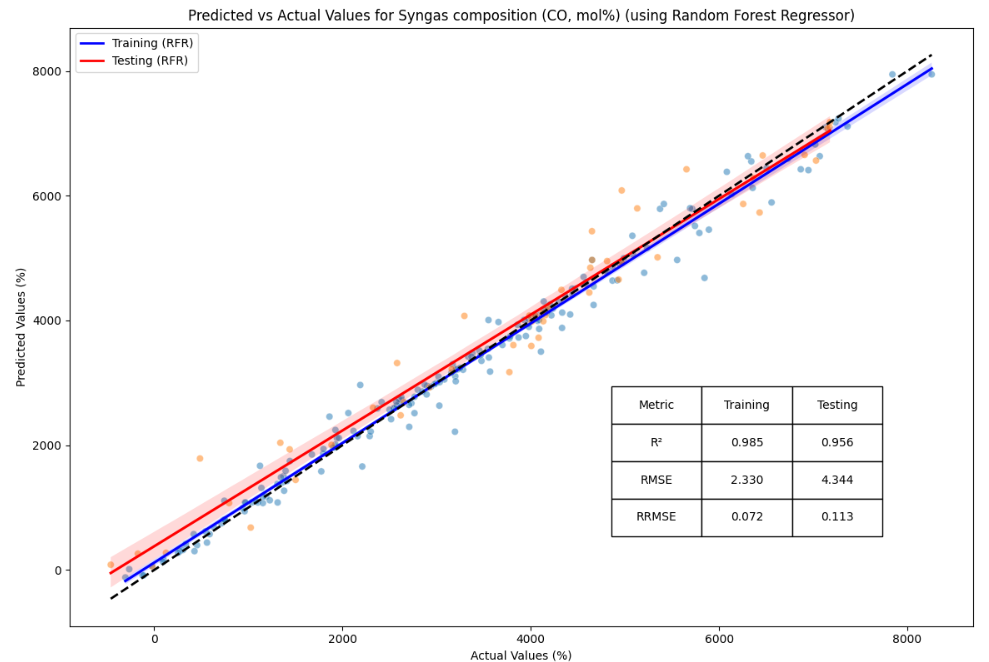 Predicted vs Actual Values for Syngas composition (CO, mol%) (using Random Forest Regressor)
Training (RFR)
Testing (RFR)
8000
6000
4000
2000
0
Predicted Values (%)
Metric Training Testing
R² 0.985 0.956
RMSE 2.330 4.344
RRMSE 0.072 0.113
0 2000 4000 6000 8000
Actual Values (%)